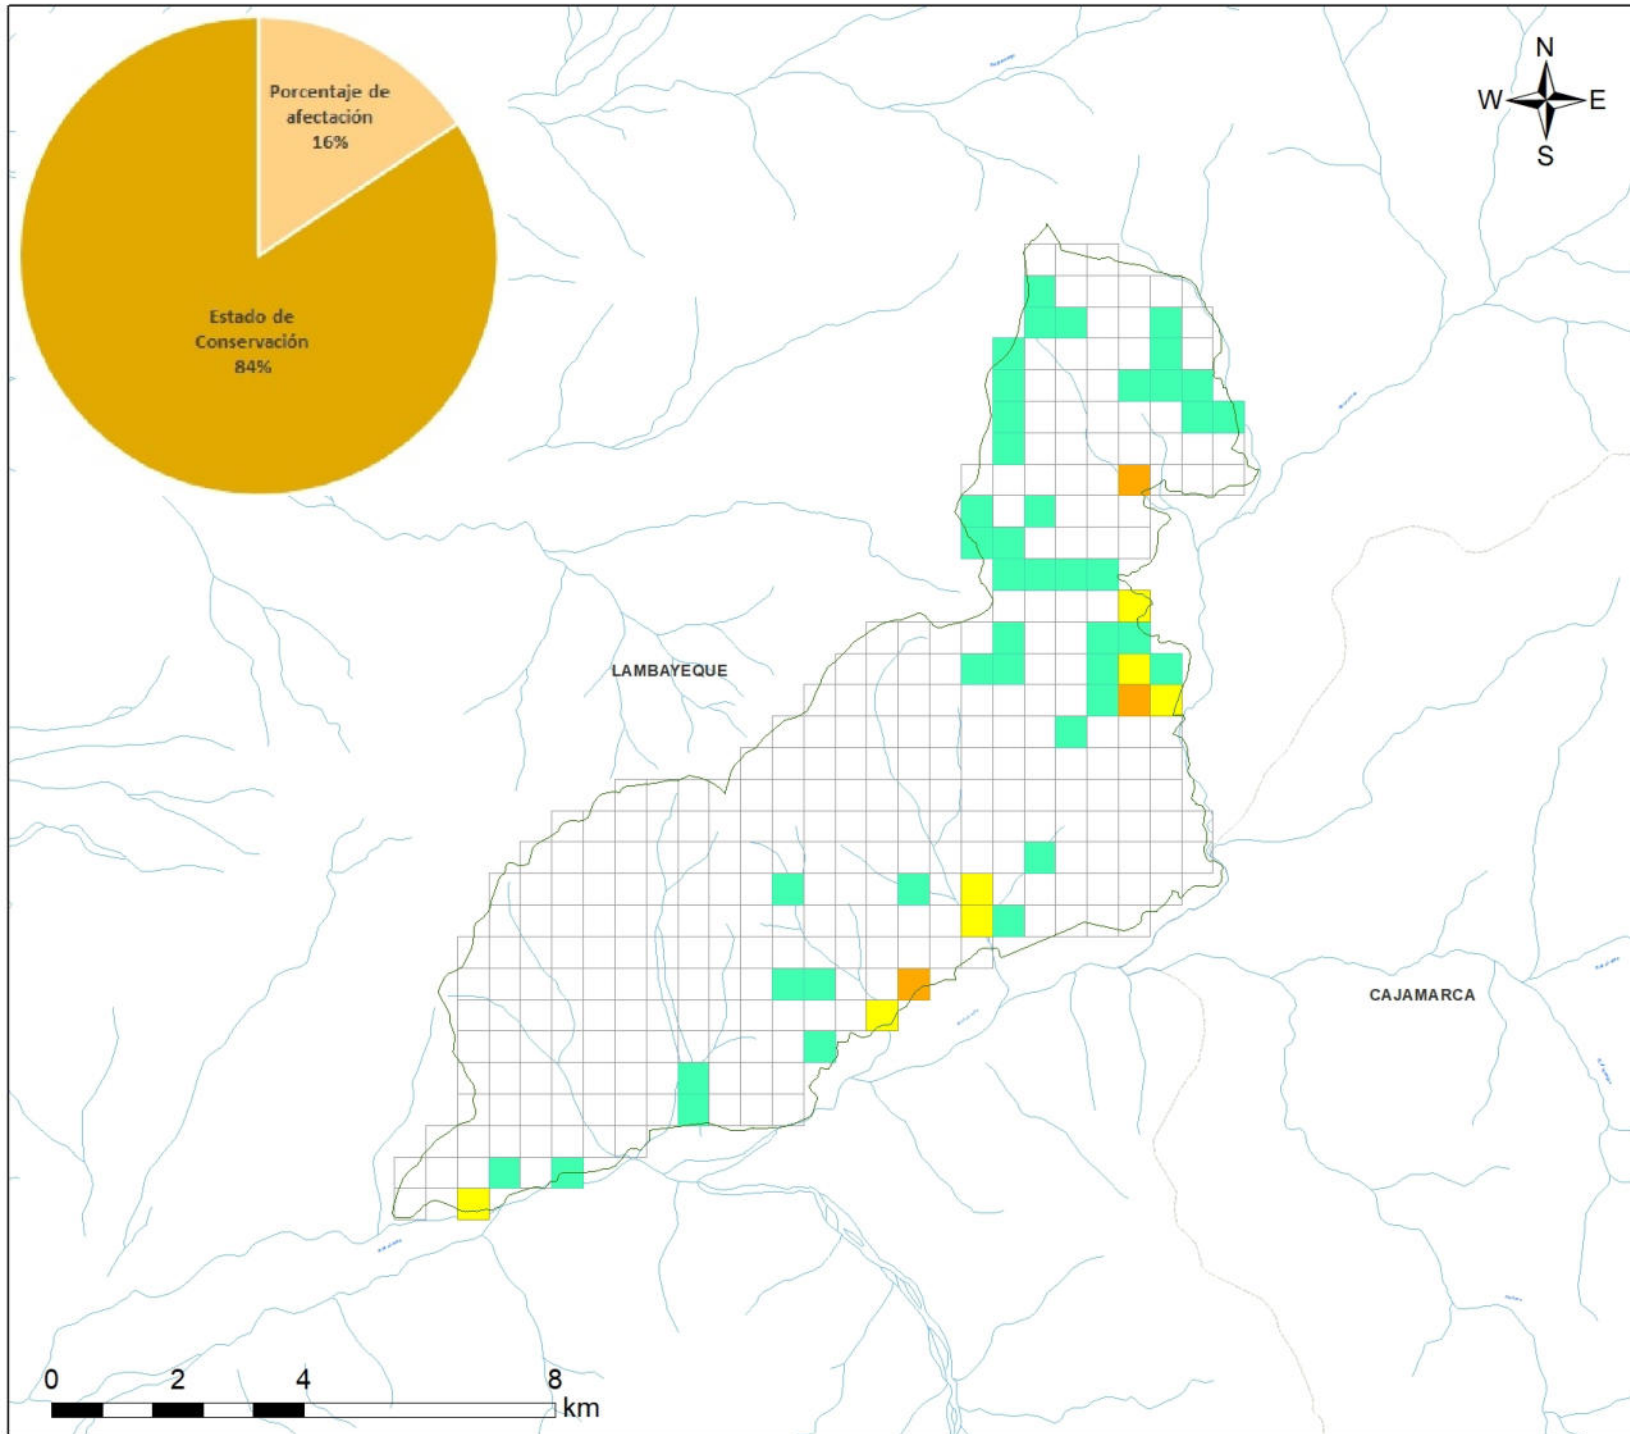 Porcentaje de
afectación
16%
Estado de
Conservación
84%
N
W E
S
LAMBAYEQUE
CAJAMARCA
0 2 4 8
km